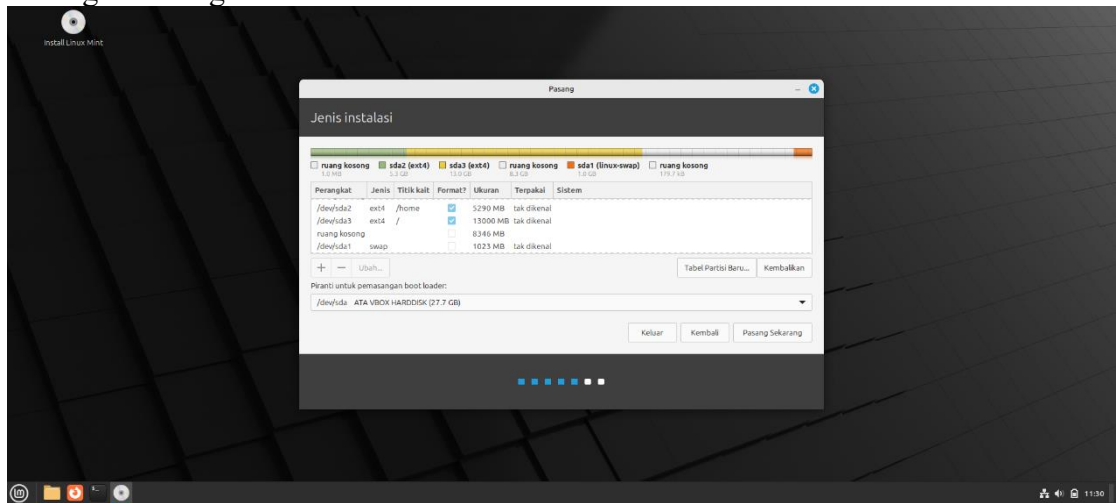 Install Linux Mint
Pasang
Jenis instalasi
ruang kosong sda2 (ext4) sda3 (ext4) ruang kosong sda1 (linux-swap) ruang kosong
1.0 MB 5.3 GB 13.0 GB 8.3 GB 1.0 GB 179.7 kB
Perangkat Jenis Titik kait Format? Ukuran Terpakai Sistem
/dev/sda2 ext4 /home 5290 MB tak dikenal
/dev/sda3 ext4 / 13000 MB tak dikenal
ruang kosong 8346 MB
/dev/sda1 swap 1023 MB tak dikenal
+ − Ubah... Tabel Partisi Baru... Kembalikan
Piranti untuk pemasangan boot loader:
/dev/sda ATA VBOX HARDDISK (27.7 GB)
Keluar Kembali Pasang Sekarang
11:30